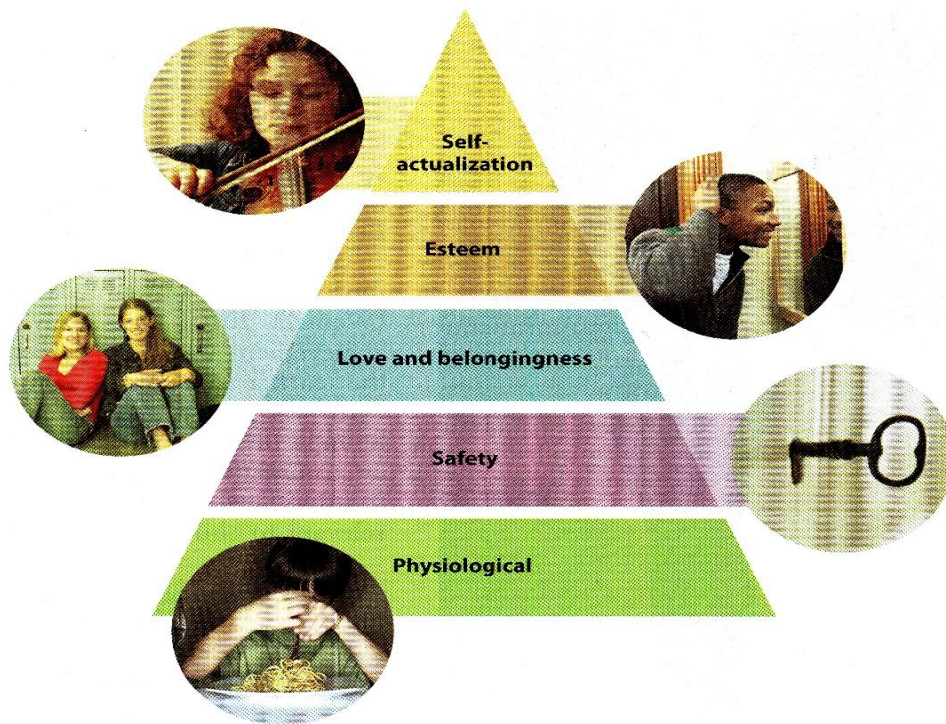 Self-
actualization
Esteem
Love and belongingness
Safety
Physiological